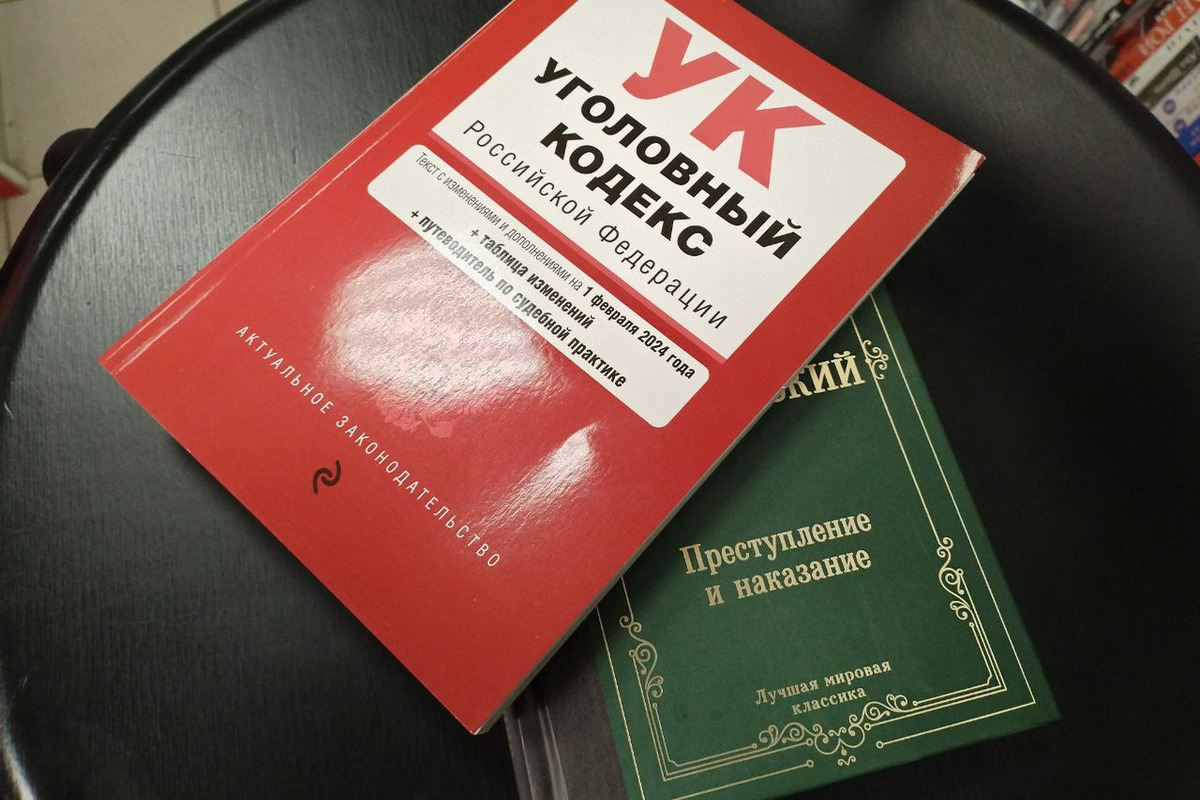 УК
УГОЛОВНЫЙ
КОДЕКС
Российской Федерации
Текст с изменениями и дополнениями на 1 февраля 2024 года
+ таблица изменений
+ путеводитель по судебной практике
АКТУАЛЬНОЕ ЗАКОНОДАТЕЛЬСТВО
Преступление
и наказание
Лучшая мировая
классика